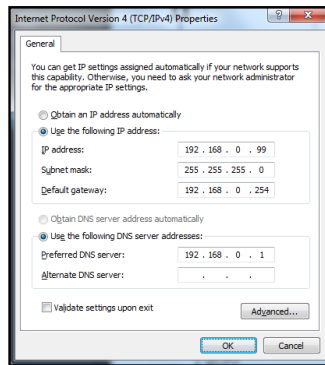 Internet Protocol Version 4 (TCP/IPv4) Properties
General
You can get IP settings assigned automatically if your network supports
this capability. Otherwise, you need to ask your network administrator
for the appropriate IP settings.
Obtain an IP address automatically
Use the following IP address:
IP address: 192 . 168 . 0 . 99
Subnet mask: 255 . 255 . 255 . 0
Default gateway: 192 . 168 . 0 . 254
Obtain DNS server address automatically
Use the following DNS server addresses:
Preferred DNS server: 192 . 168 . 0 . 1
Alternate DNS server: . . .
Validate settings upon exit
Advanced...
OK Cancel